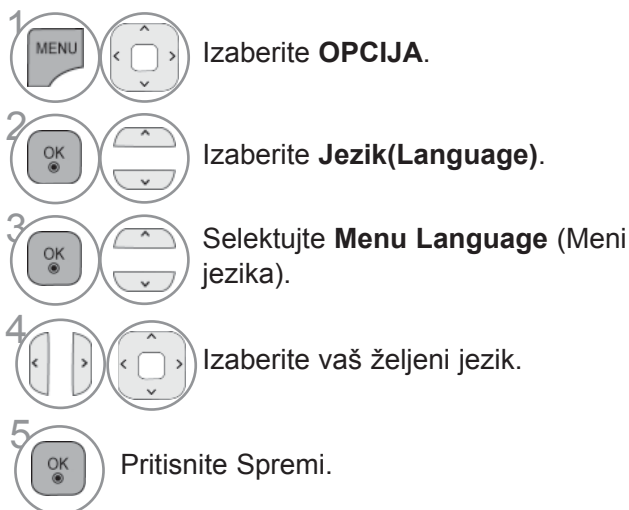 1
MENU
Izaberite OPCIJA.
2
OK
Izaberite Jezik(Language).
3
OK
Selektujte Menu Language (Meni
jezika).
4
Izaberite vaš željeni jezik.
5
OK
Pritisnite Spremi.